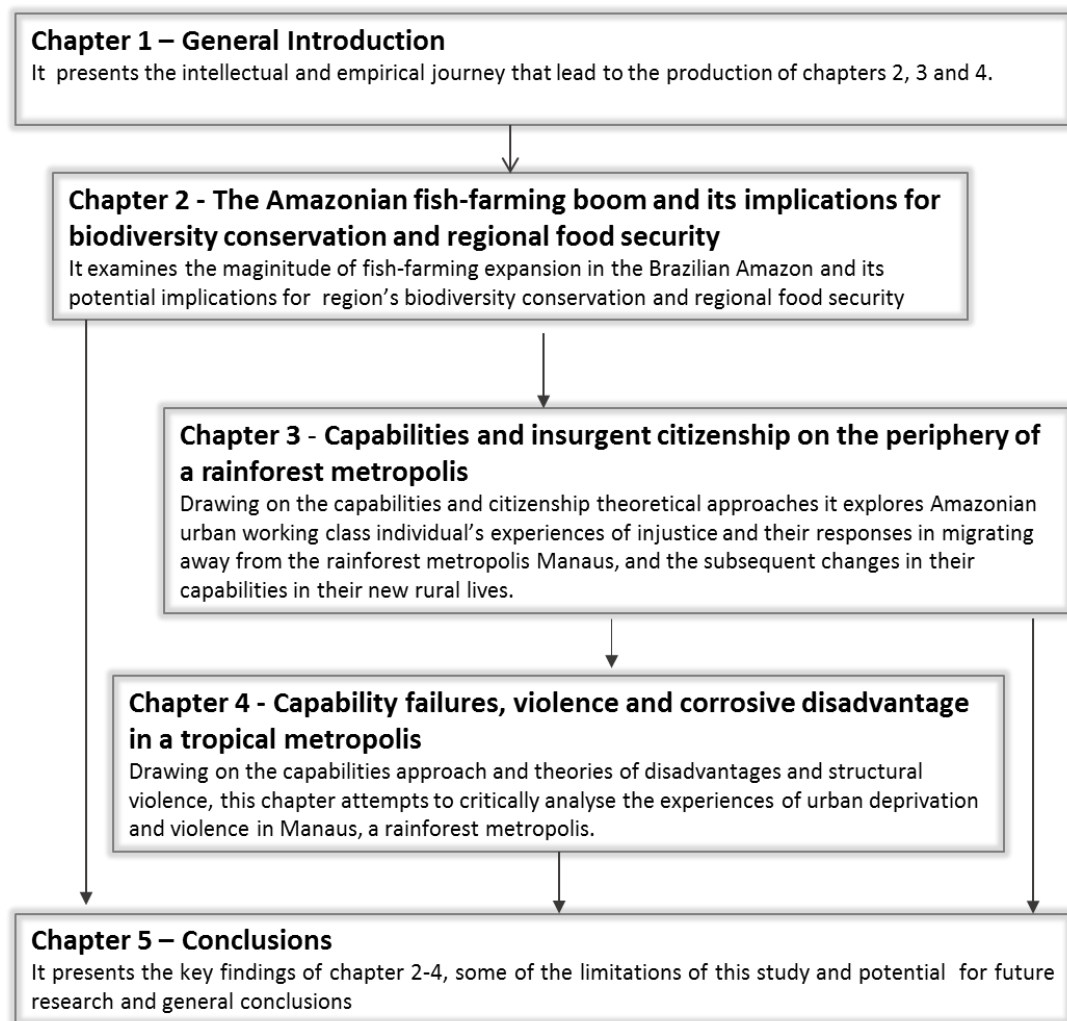 Chapter 1 – General Introduction
It presents the intellectual and empirical journey that lead to the production of chapters 2, 3 and 4.
Chapter 2 - The Amazonian fish-farming boom and its implications for
biodiversity conservation and regional food security
It examines the maginitude of fish-farming expansion in the Brazilian Amazon and its
potential implications for region's biodiversity conservation and regional food security
Chapter 3 - Capabilities and insurgent citizenship on the periphery of
a rainforest metropolis
Drawing on the capabilities and citizenship theoretical approaches it explores Amazonian
urban working class individual's experiences of injustice and their responses in migrating
away from the rainforest metropolis Manaus, and the subsequent changes in their
capabilities in their new rural lives.
Chapter 4 - Capability failures, violence and corrosive disadvantage
in a tropical metropolis
Drawing on the capabilities approach and theories of disadvantages and structural
violence, this chapter attempts to critically analyse the experiences of urban deprivation
and violence in Manaus, a rainforest metropolis.
Chapter 5 – Conclusions
It presents the key findings of chapter 2-4, some of the limitations of this study and potential for future
research and general conclusions